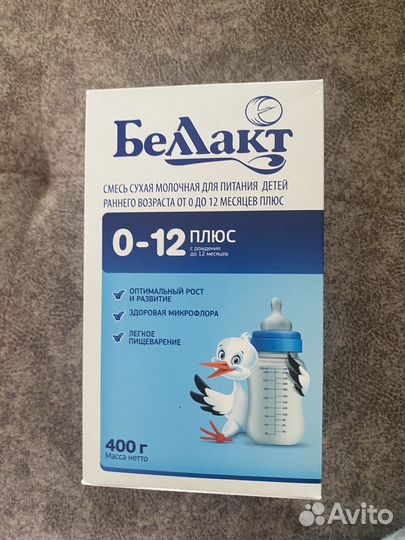 Беллакт
СМЕСЬ СУХАЯ МОЛОЧНАЯ ДЛЯ ПИТАНИЯ ДЕТЕЙ
РАННЕГО ВОЗРАСТА ОТ 0 ДО 12 МЕСЯЦЕВ ПЛЮС
0-12 ПЛЮС
с рождения
до 12 месяцев
ОПТИМАЛЬНЫЙ РОСТ
И РАЗВИТИЕ
ЗДОРОВАЯ МИКРОФЛОРА
ЛЕГКОЕ
ПИЩЕВАРЕНИЕ
400 г
Масса нетто
Avito